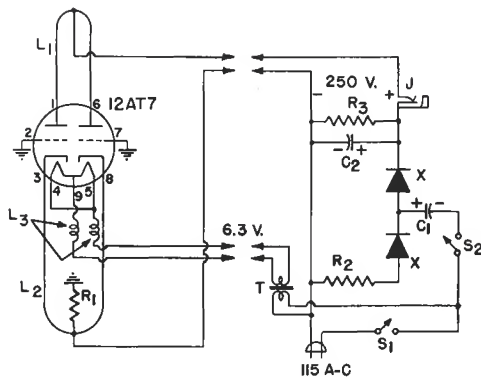 L1
1
6
12AT7
2
7
3
4
9
5
8
L3
L2
R1
250 V.
J
-
+
R3
- +
C2
X
+ -
C1
X
S2
6.3 V.
R2
T
S1
115 A-C